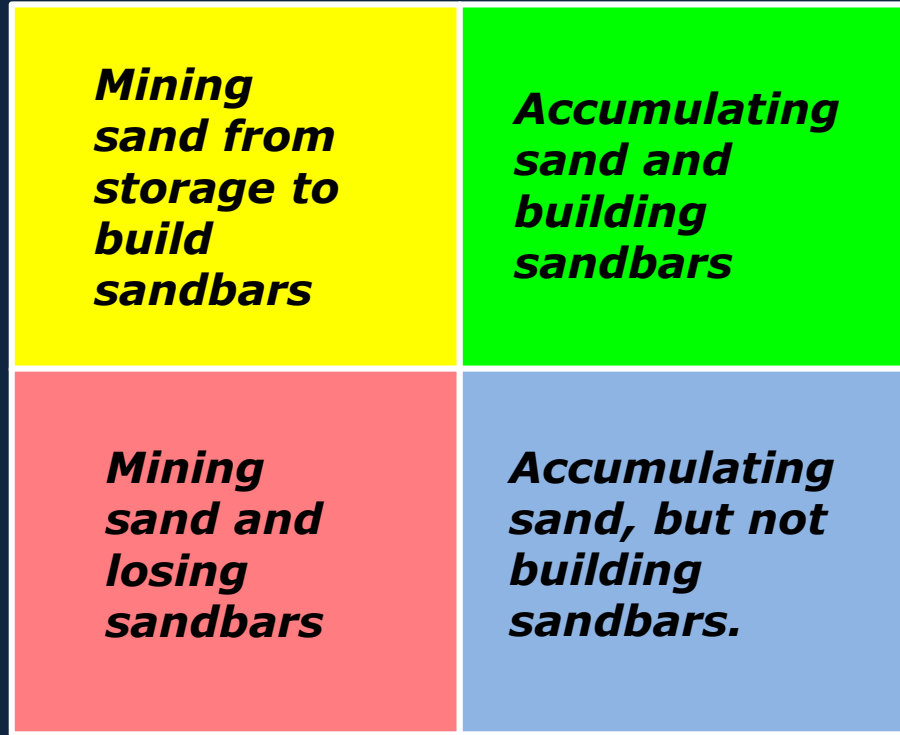 Mining
sand from
storage to
build
sandbars
Accumulating
sand and
building
sandbars
Mining
sand and
losing
sandbars
Accumulating
sand, but not
building
sandbars.